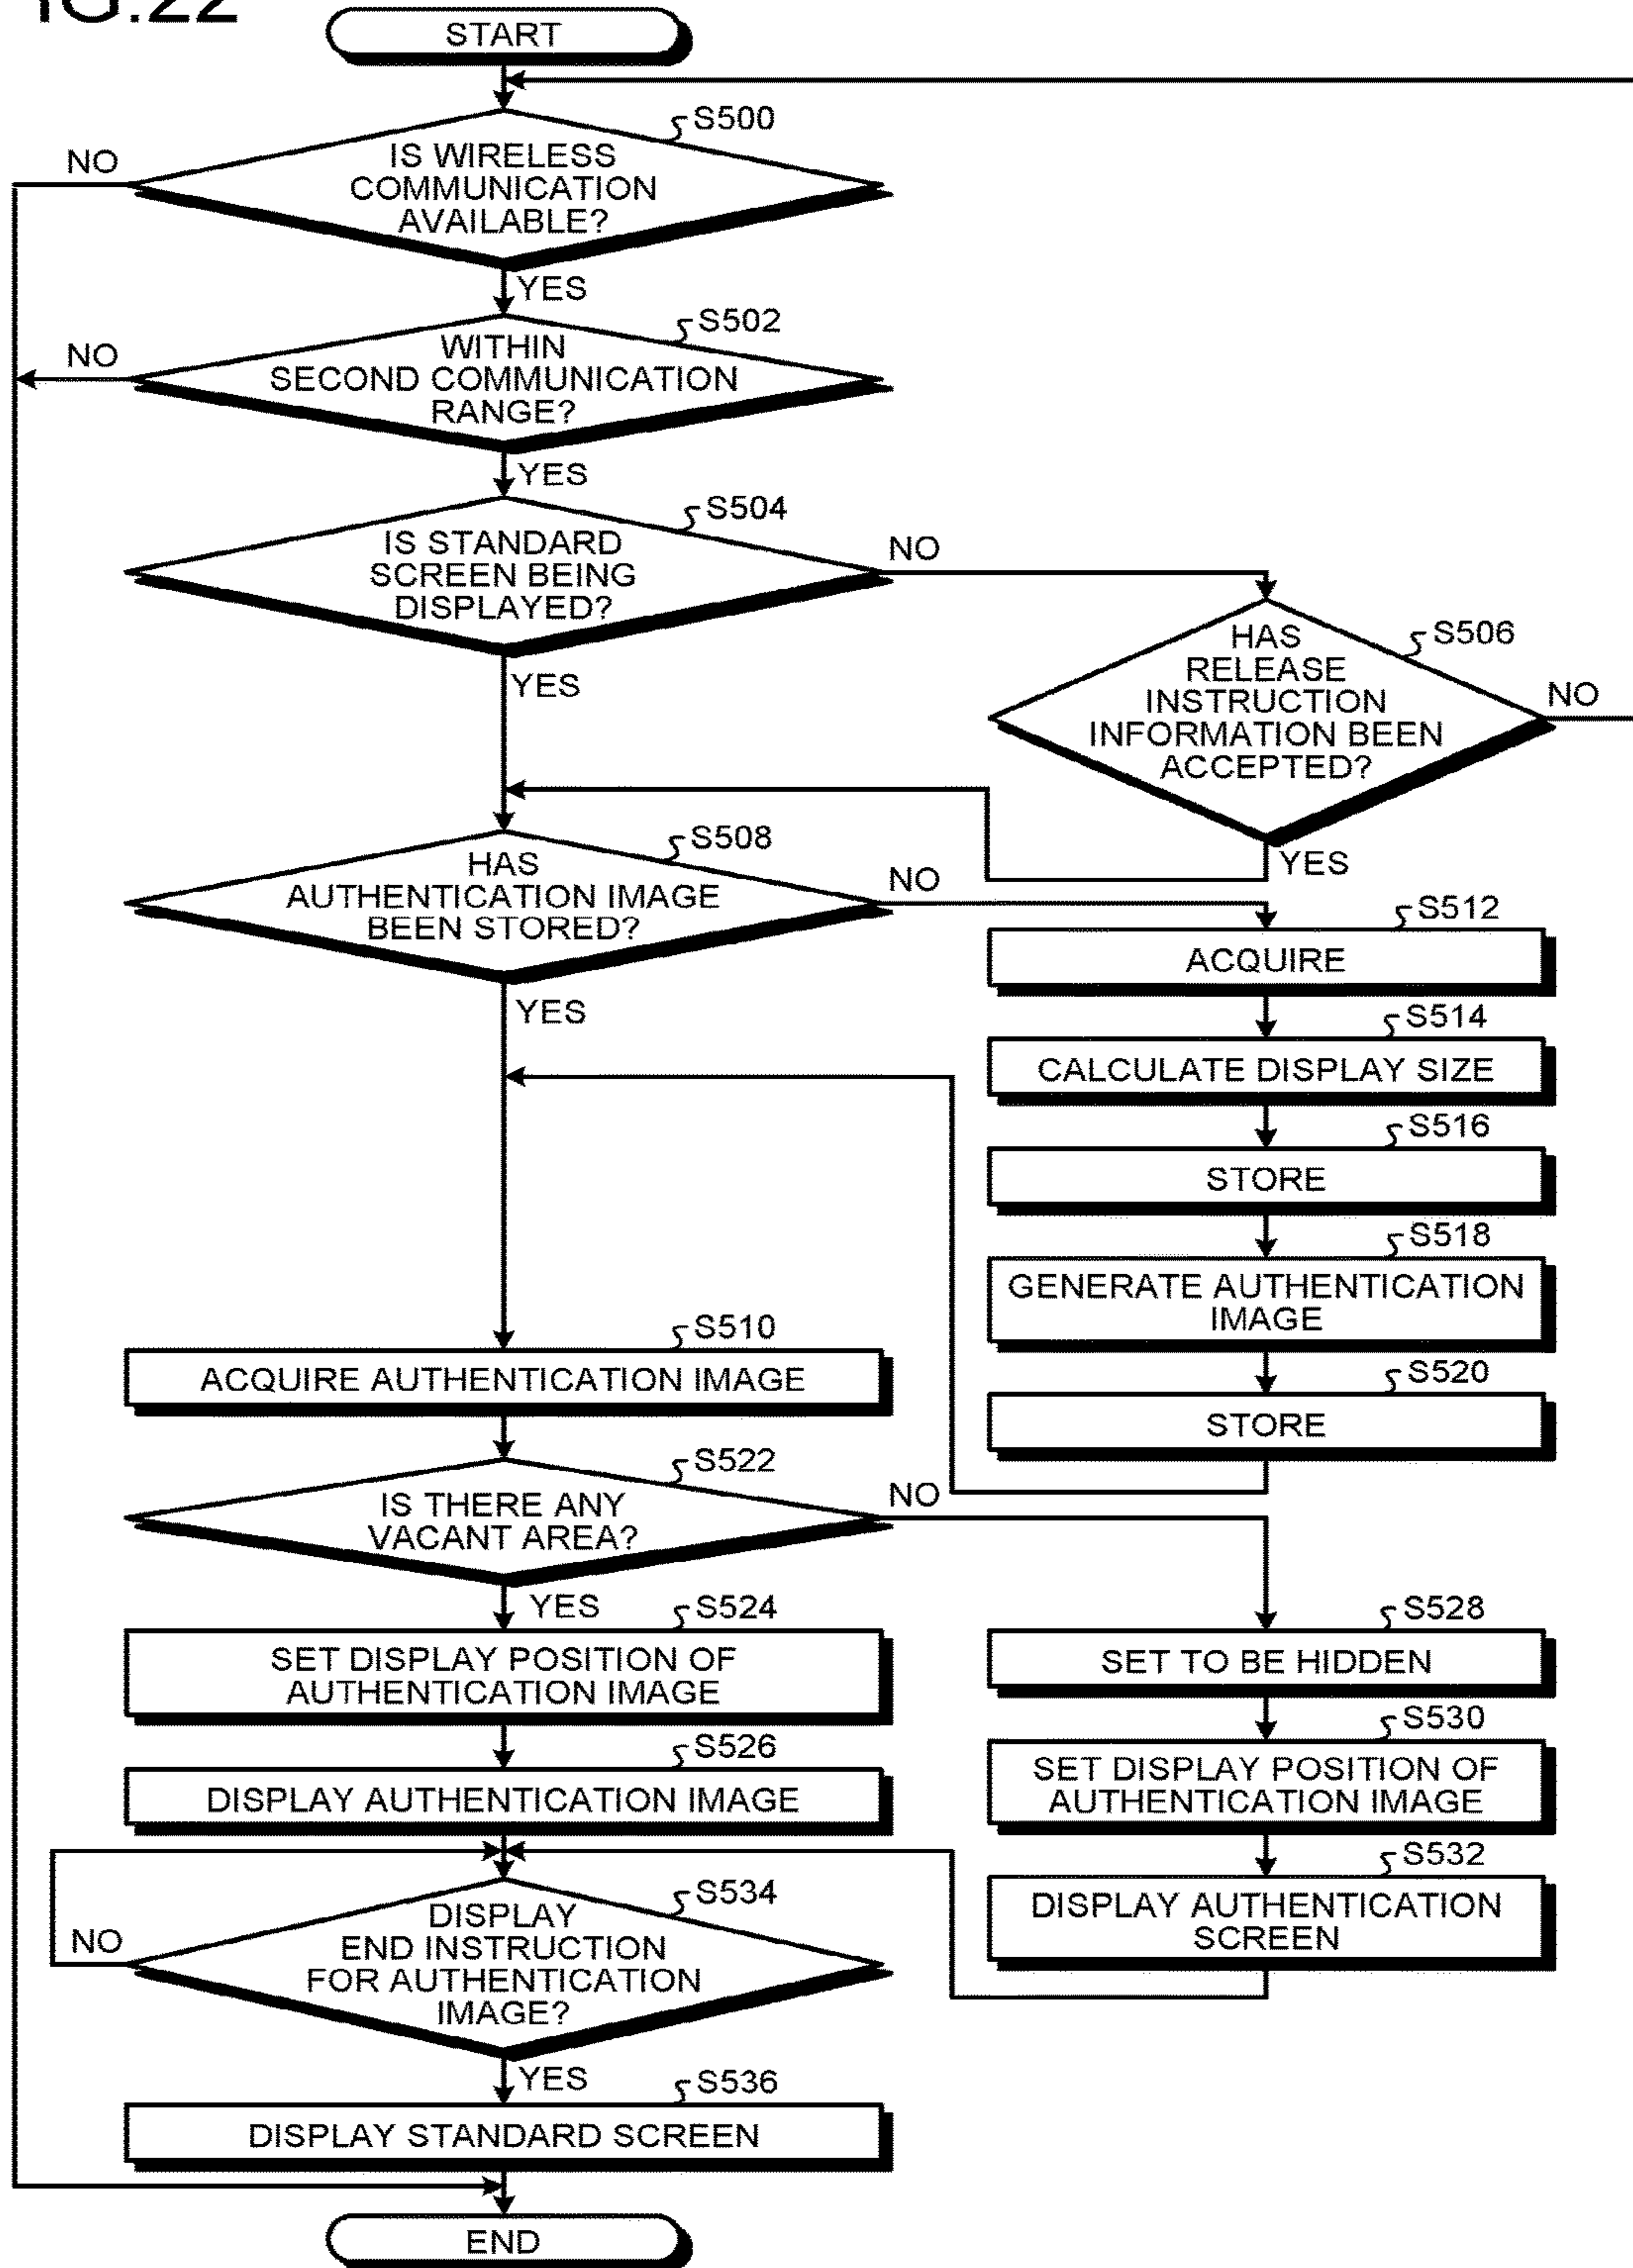 IG.22
START
S500
NO
IS WIRELESS
COMMUNICATION
AVAILABLE?
YES
S502
NO
WITHIN
SECOND COMMUNICATION
RANGE?
YES
S504
IS STANDARD
SCREEN BEING
DISPLAYED?
NO
YES
S506
HAS
RELEASE
INSTRUCTION
INFORMATION BEEN
ACCEPTED?
NO
YES
S508
HAS
AUTHENTICATION IMAGE
BEEN STORED?
NO
YES
S512
ACQUIRE
S514
CALCULATE DISPLAY SIZE
S516
STORE
S518
GENERATE AUTHENTICATION
IMAGE
S520
STORE
S510
ACQUIRE AUTHENTICATION IMAGE
S522
IS THERE ANY
VACANT AREA?
NO
YES
S524
SET DISPLAY POSITION OF
AUTHENTICATION IMAGE
S526
DISPLAY AUTHENTICATION IMAGE
S528
SET TO BE HIDDEN
S530
SET DISPLAY POSITION OF
AUTHENTICATION IMAGE
S532
DISPLAY AUTHENTICATION
SCREEN
S534
DISPLAY
END INSTRUCTION
FOR AUTHENTICATION
IMAGE?
NO
YES
S536
DISPLAY STANDARD SCREEN
END